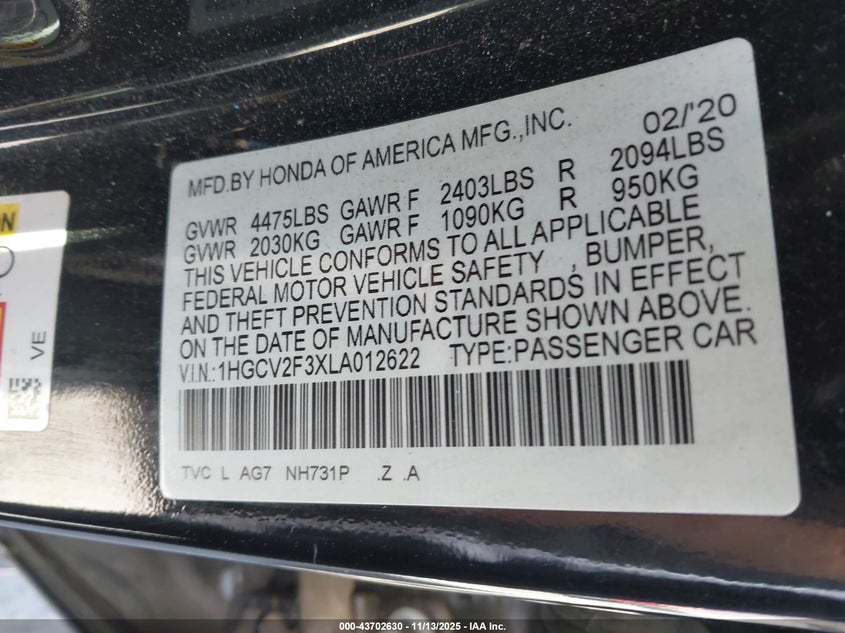 MFD.BY HONDA OF AMERICA MFG.,INC. 02/'20
GVWR 4475LBS GAWR F 2403LBS R 2094LBS
GVWR 2030KG GAWR F 1090KG R 950KG
THIS VEHICLE CONFORMS TO ALL APPLICABLE
FEDERAL MOTOR VEHICLE SAFETY , BUMPER,
AND THEFT PREVENTION STANDARDS IN EFFECT
ON THE DATE OF MANUFACTURE SHOWN ABOVE.
V.I.N.:1HGCV2F3XLA012622 TYPE:PASSENGER CAR
TVC L AG7 NH731P .Z .A
VE
000-43702630 - 11/13/2025 - IAA Inc.